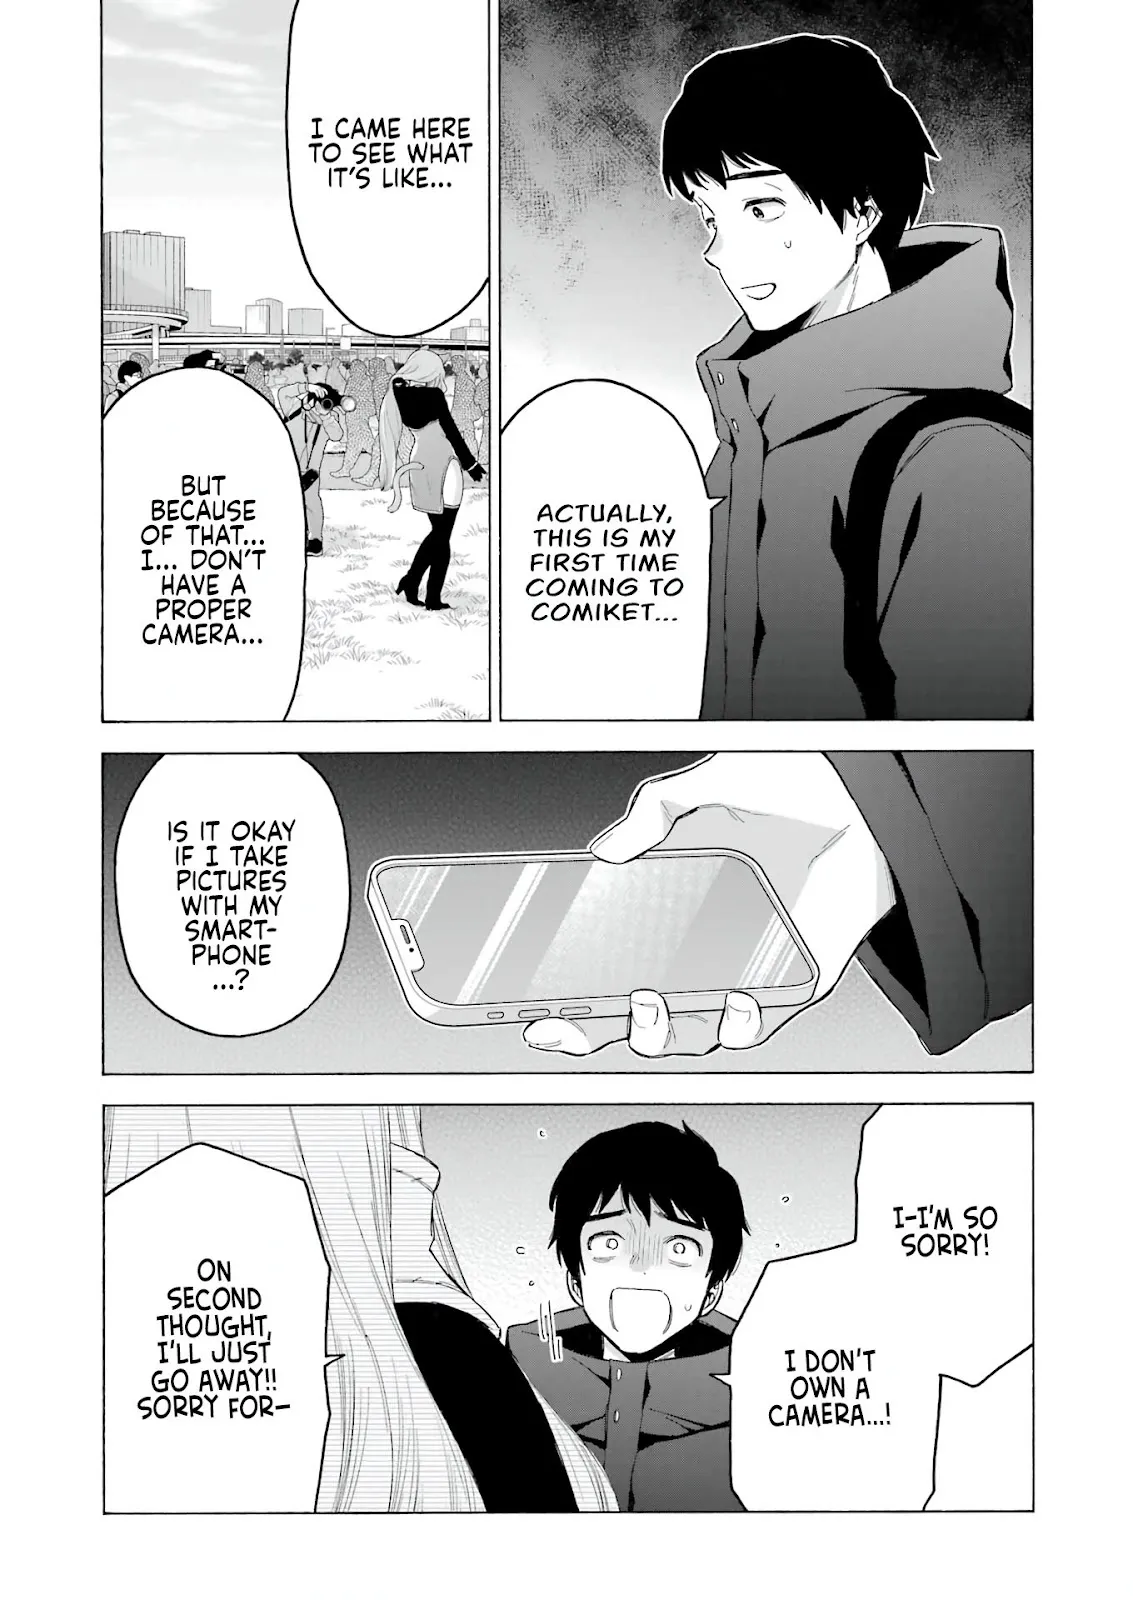 ACTUALLY,
THIS IS MY
FIRST TIME
COMING TO
COMIKET...
I CAME HERE
TO SEE WHAT
IT'S LIKE...
BUT
BECAUSE
OF THAT...
I... DON'T
HAVE A
PROPER
CAMERA...
IS IT OKAY
IF I TAKE
PICTURES
WITH MY
SMART-
PHONE
...?
I-I'M SO
SORRY!
I DON'T
OWN A
CAMERA...!
ON
SECOND
THOUGHT,
I'LL JUST
GO AWAY!!
SORRY FOR-